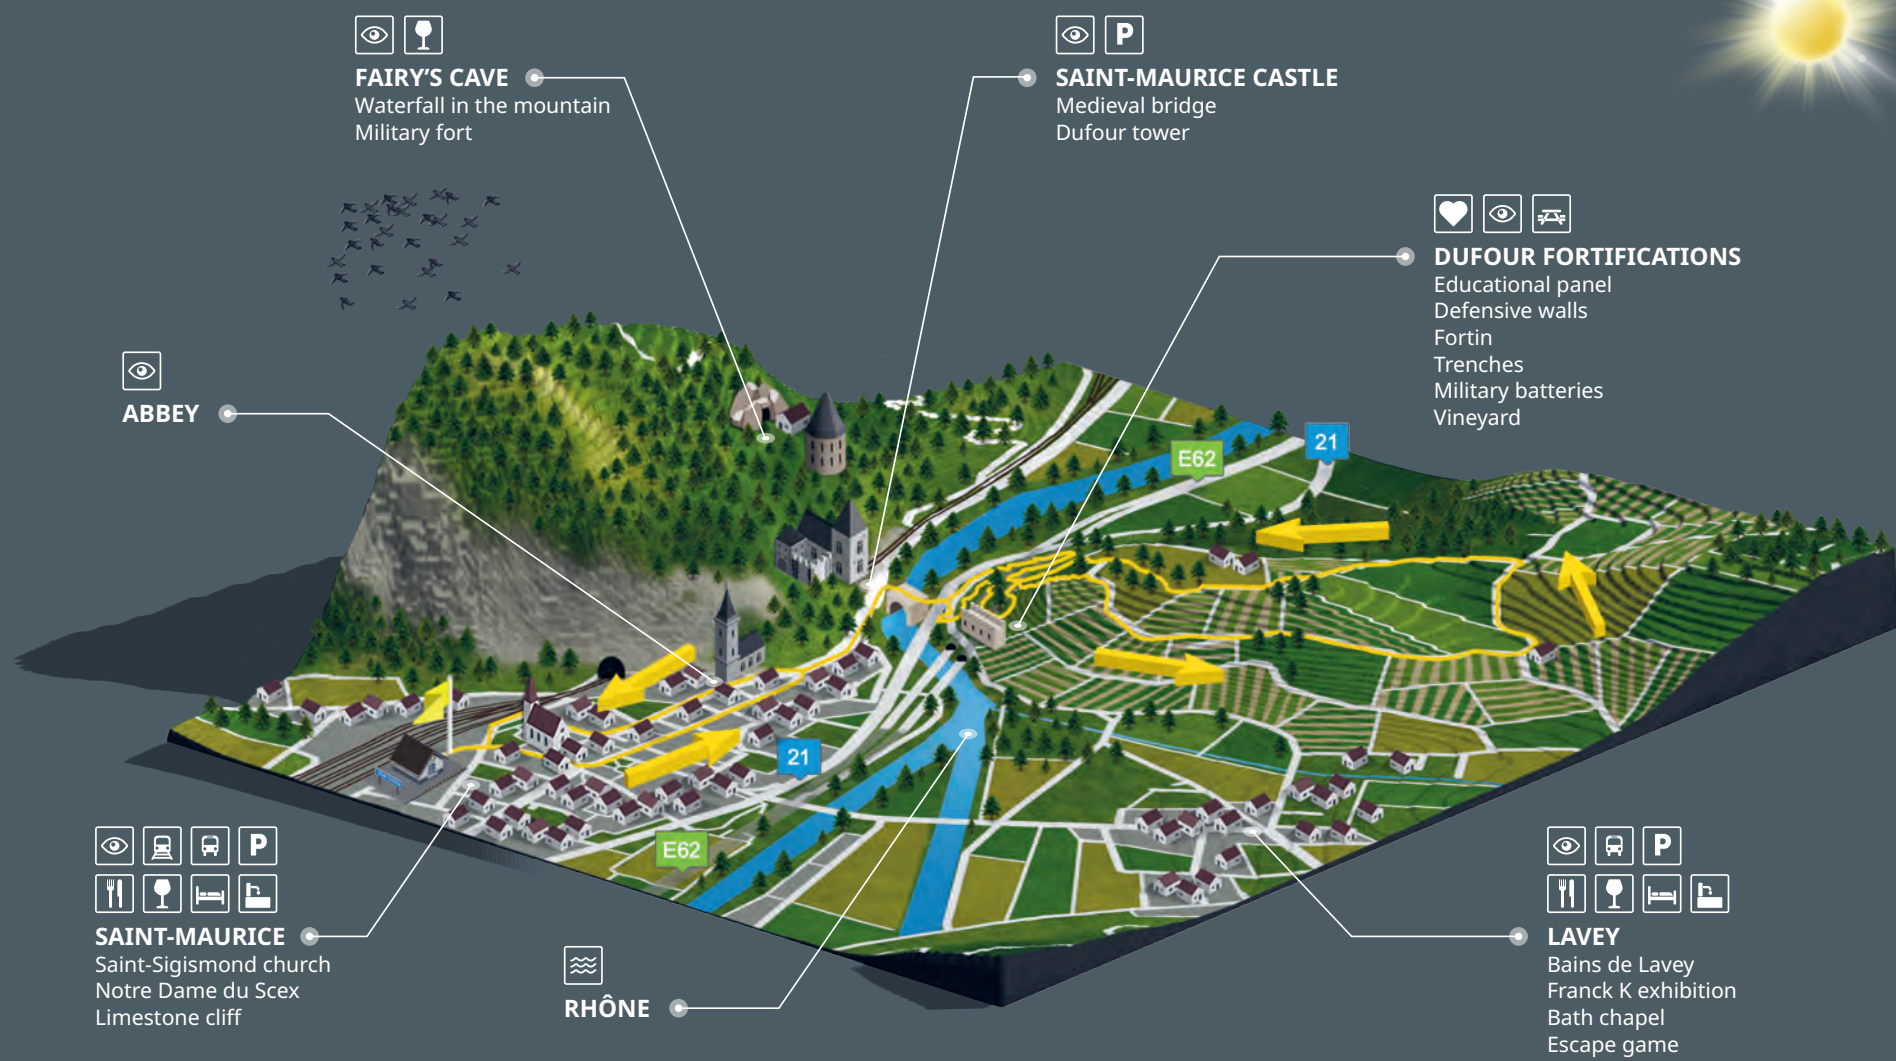 FAIRY'S CAVE
Waterfall in the mountain
Military fort
P
SAINT-MAURICE CASTLE
Medieval bridge
Dufour tower
DUFOUR FORTIFICATIONS
Educational panel
Defensive walls
Fortin
Trenches
Military batteries
Vineyard
ABBEY
21
E62
21
E62
P
SAINT-MAURICE
Saint-Sigismond church
Notre Dame du Scex
Limestone cliff
RHÔNE
P
LAVEY
Bains de Lavey
Franck K exhibition
Bath chapel
Escape game